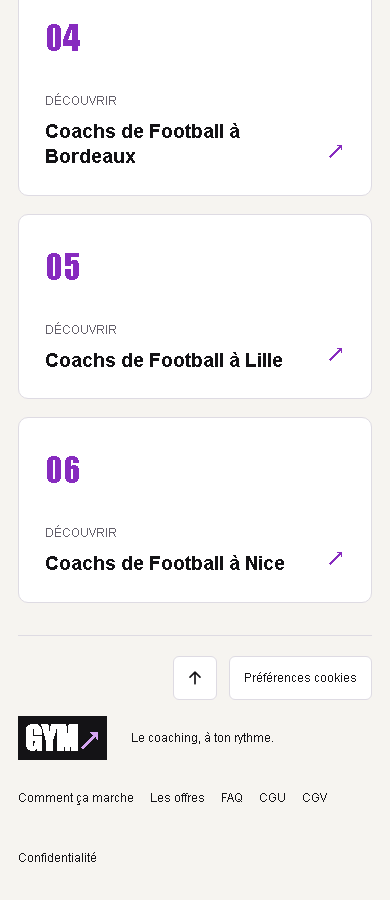 04
DÉCOUVRIR
Coachs de Football à
Bordeaux
05
DÉCOUVRIR
Coachs de Football à Lille
06
DÉCOUVRIR
Coachs de Football à Nice
Préférences cookies
GYM
Le coaching, à ton rythme.
Comment ça marche Les offres FAQ CGU CGV
Confidentialité